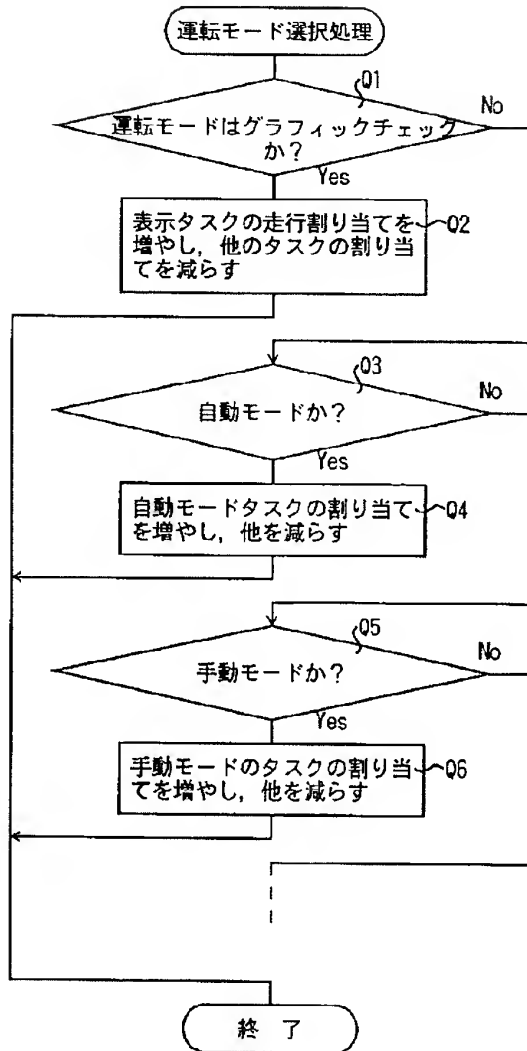 運転モード選択処理
Q1
No
運転モードはグラフィックチェック
か？
Yes
表示タスクの走行割り当てを
増やし，他のタスクの割り当
てを減らす
Q2
Q3
No
自動モードか？
Yes
自動モードタスクの割り当て
を増やし，他を減らす
Q4
Q5
No
手動モードか？
Yes
手動モードのタスクの割り当
てを増やし，他を減らす
Q6
終 了